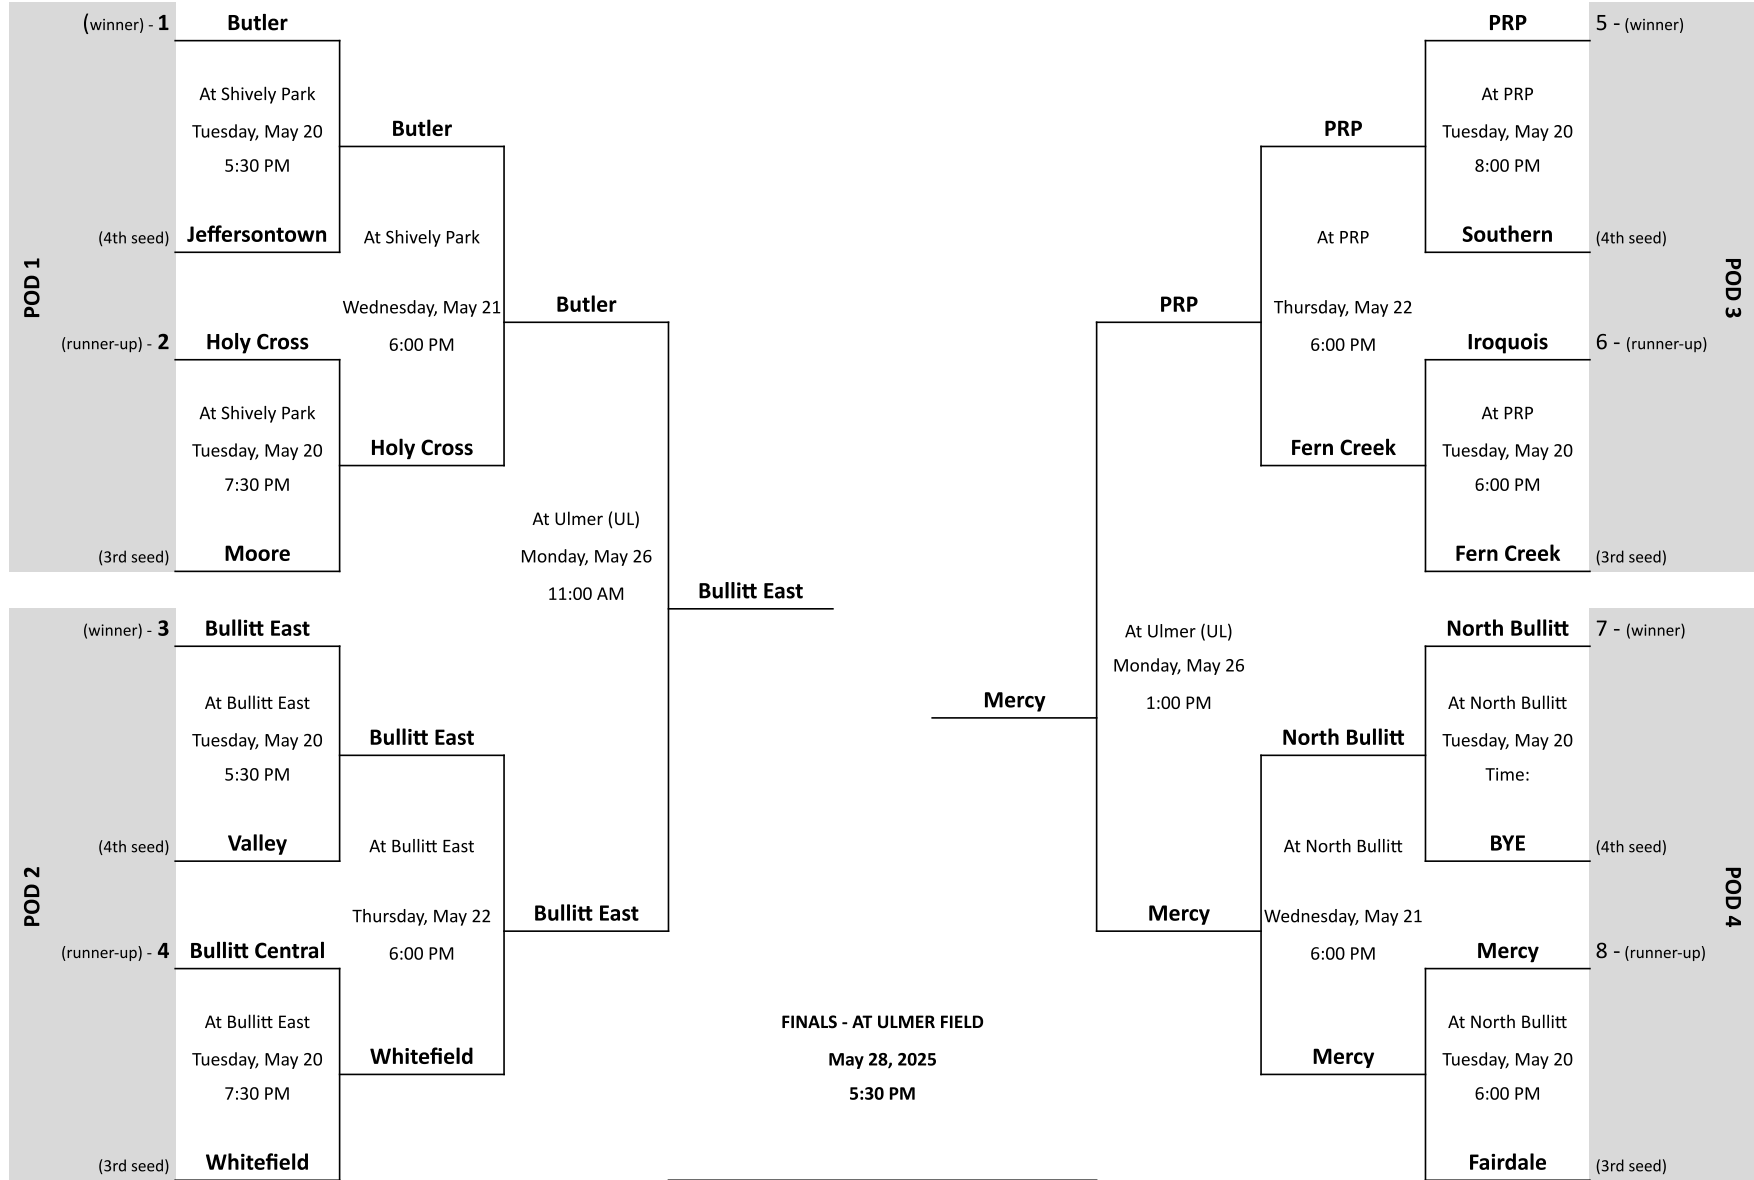 POD 1
(winner) - 1
Butler
At Shively Park
Tuesday, May 20
5:30 PM
(4th seed)
Jeffersontown
(runner-up) - 2
Holy Cross
At Shively Park
Tuesday, May 20
7:30 PM
(3rd seed)
Moore
Butler
At Shively Park
Wednesday, May 21
6:00 PM
Holy Cross
Butler
POD 2
(winner) - 3
Bullitt East
At Bullitt East
Tuesday, May 20
5:30 PM
(4th seed)
Valley
(runner-up) - 4
Bullitt Central
At Bullitt East
Tuesday, May 20
7:30 PM
(3rd seed)
Whitefield
Bullitt East
At Bullitt East
Thursday, May 22
6:00 PM
Whitefield
Bullitt East
At Ulmer (UL)
Monday, May 26
11:00 AM
Bullitt East
FINALS - AT ULMER FIELD
May 28, 2025
5:30 PM
Mercy
At Ulmer (UL)
Monday, May 26
1:00 PM
PRP
PRP
At PRP
Thursday, May 22
6:00 PM
Fern Creek
PRP
5 - (winner)
At PRP
Tuesday, May 20
8:00 PM
Southern
(4th seed)
Iroquois
6 - (runner-up)
At PRP
Tuesday, May 20
6:00 PM
Fern Creek
(3rd seed)
POD 3
Mercy
North Bullitt
At North Bullitt
Wednesday, May 21
6:00 PM
Mercy
North Bullitt
7 - (winner)
At North Bullitt
Tuesday, May 20
Time:
BYE
(4th seed)
Mercy
8 - (runner-up)
At North Bullitt
Tuesday, May 20
6:00 PM
Fairdale
(3rd seed)
POD 4